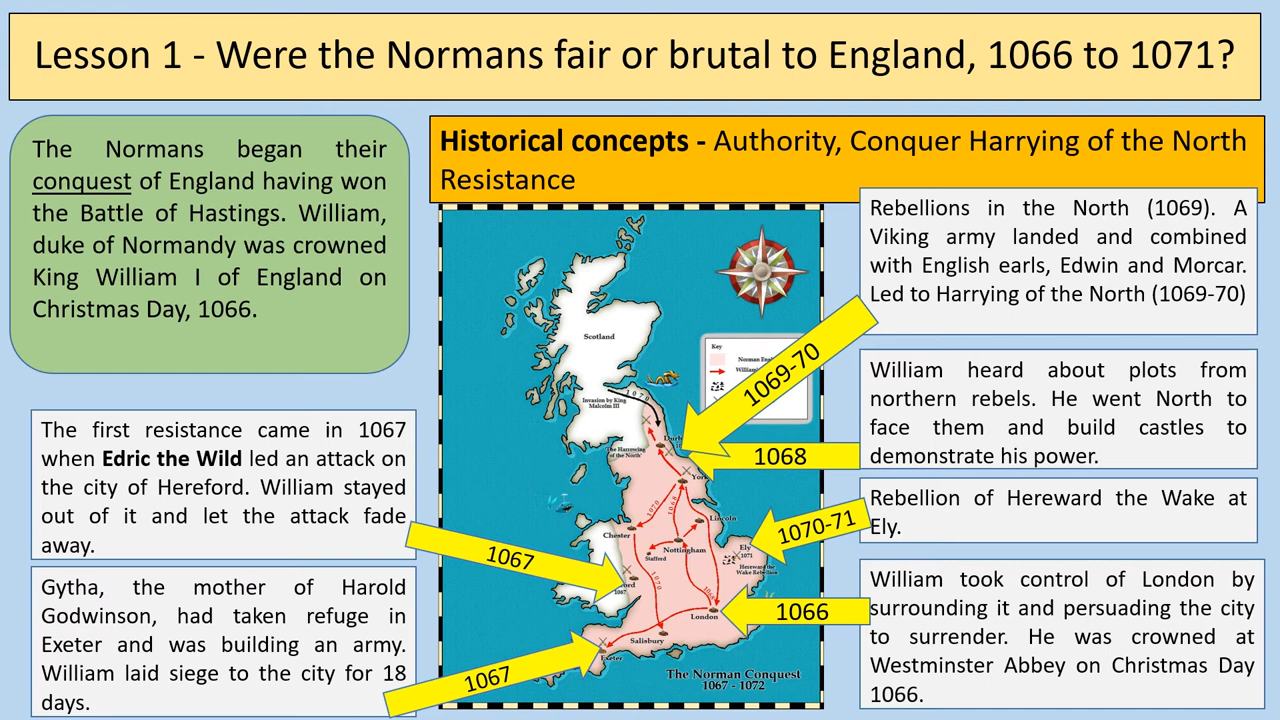 Lesson 1 - Were the Normans fair or brutal to England, 1066 to 1071?
The Normans began their
conquest of England having won
the Battle of Hastings. William,
duke of Normandy was crowned
King William I of England on
Christmas Day, 1066.
Historical concepts - Authority, Conquer Harrying of the North
Resistance
The first resistance came in 1067
when Edric the Wild led an attack on
the city of Hereford. William stayed
out of it and let the attack fade
away.
Gytha, the mother of Harold
Godwinson, had taken refuge in
Exeter and was building an army.
William laid siege to the city for 18
days.
Scotland
Key
Invasion by King
Malcolm III
1070
The Harrowing
of the North
York
Lincoln
Chester
Nottingham
Stafford
Ely
1071
Hereward the
Wake Rebellion
1067
London
Salisbury
Exeter
The Norman Conquest
1067 - 1072
1069-70
1068
1070-71
1066
1067
1067
Rebellions in the North (1069). A
Viking army landed and combined
with English earls, Edwin and Morcar.
Led to Harrying of the North (1069-70)
William heard about plots from
northern rebels. He went North to
face them and build castles to
demonstrate his power.
Rebellion of Hereward the Wake at
Ely.
William took control of London by
surrounding it and persuading the city
to surrender. He was crowned at
Westminster Abbey on Christmas Day
1066.